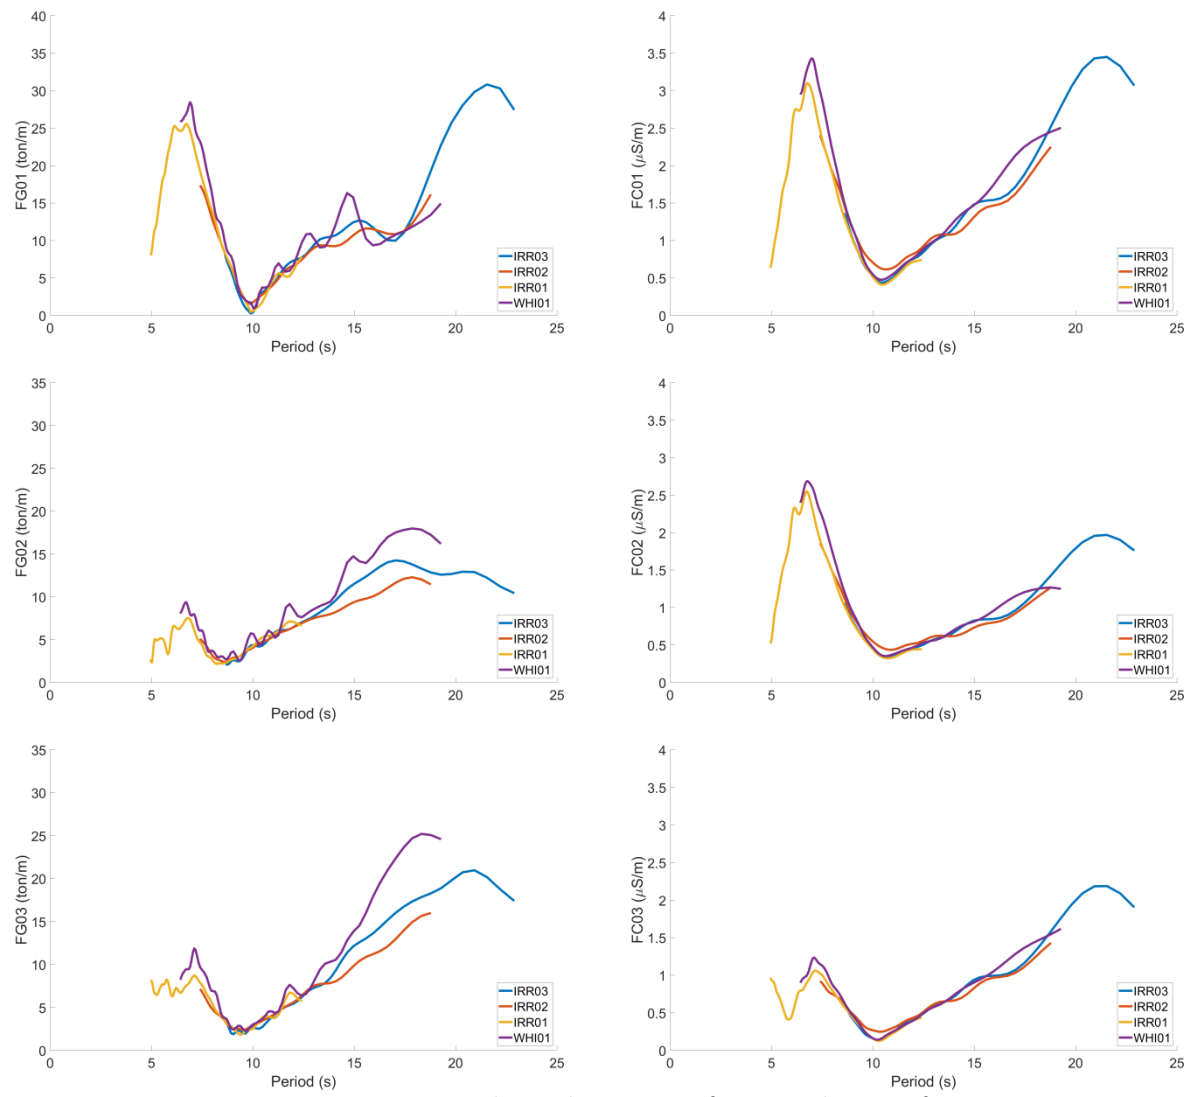 40
35
30
25
20
15
10
5
0
FG01 (ton/m)
0 5 10 15 20 25
Period (s)
IRR03
IRR02
IRR01
WHI01
4
3.5
3
2.5
2
1.5
1
0.5
0
FC01 (μS/m)
0 5 10 15 20 25
Period (s)
IRR03
IRR02
IRR01
WHI01
35
30
25
20
15
10
5
0
FG02 (ton/m)
0 5 10 15 20 25
Period (s)
IRR03
IRR02
IRR01
WHI01
4
3.5
3
2.5
2
1.5
1
0.5
0
FC02 (μS/m)
0 5 10 15 20 25
Period (s)
IRR03
IRR02
IRR01
WHI01
35
30
25
20
15
10
5
0
FG03 (ton/m)
0 5 10 15 20 25
Period (s)
IRR03
IRR02
IRR01
WHI01
4
3.5
3
2.5
2
1.5
1
0.5
0
FC03 (μS/m)
0 5 10 15 20 25
Period (s)
IRR03
IRR02
IRR01
WHI01